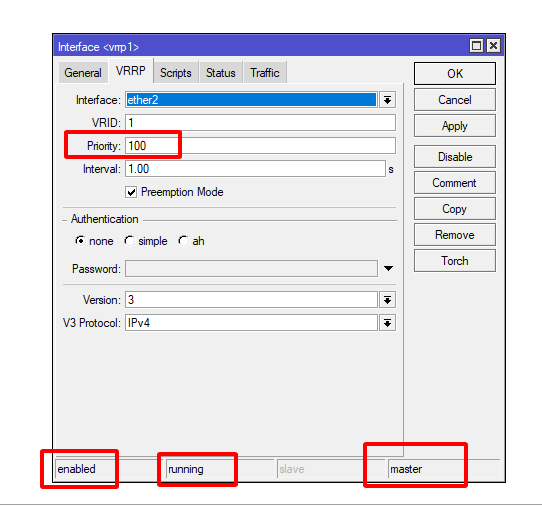 Interface <vrrp1>
General VRRP Scripts Status Traffic
Interface: ether2
VRID: 1
Priority: 100
Interval: 1.00 s
Preemption Mode
Authentication
none simple ah
Password:
Version: 3
V3 Protocol: IPv4
OK
Cancel
Apply
Disable
Comment
Copy
Remove
Torch
enabled running slave master